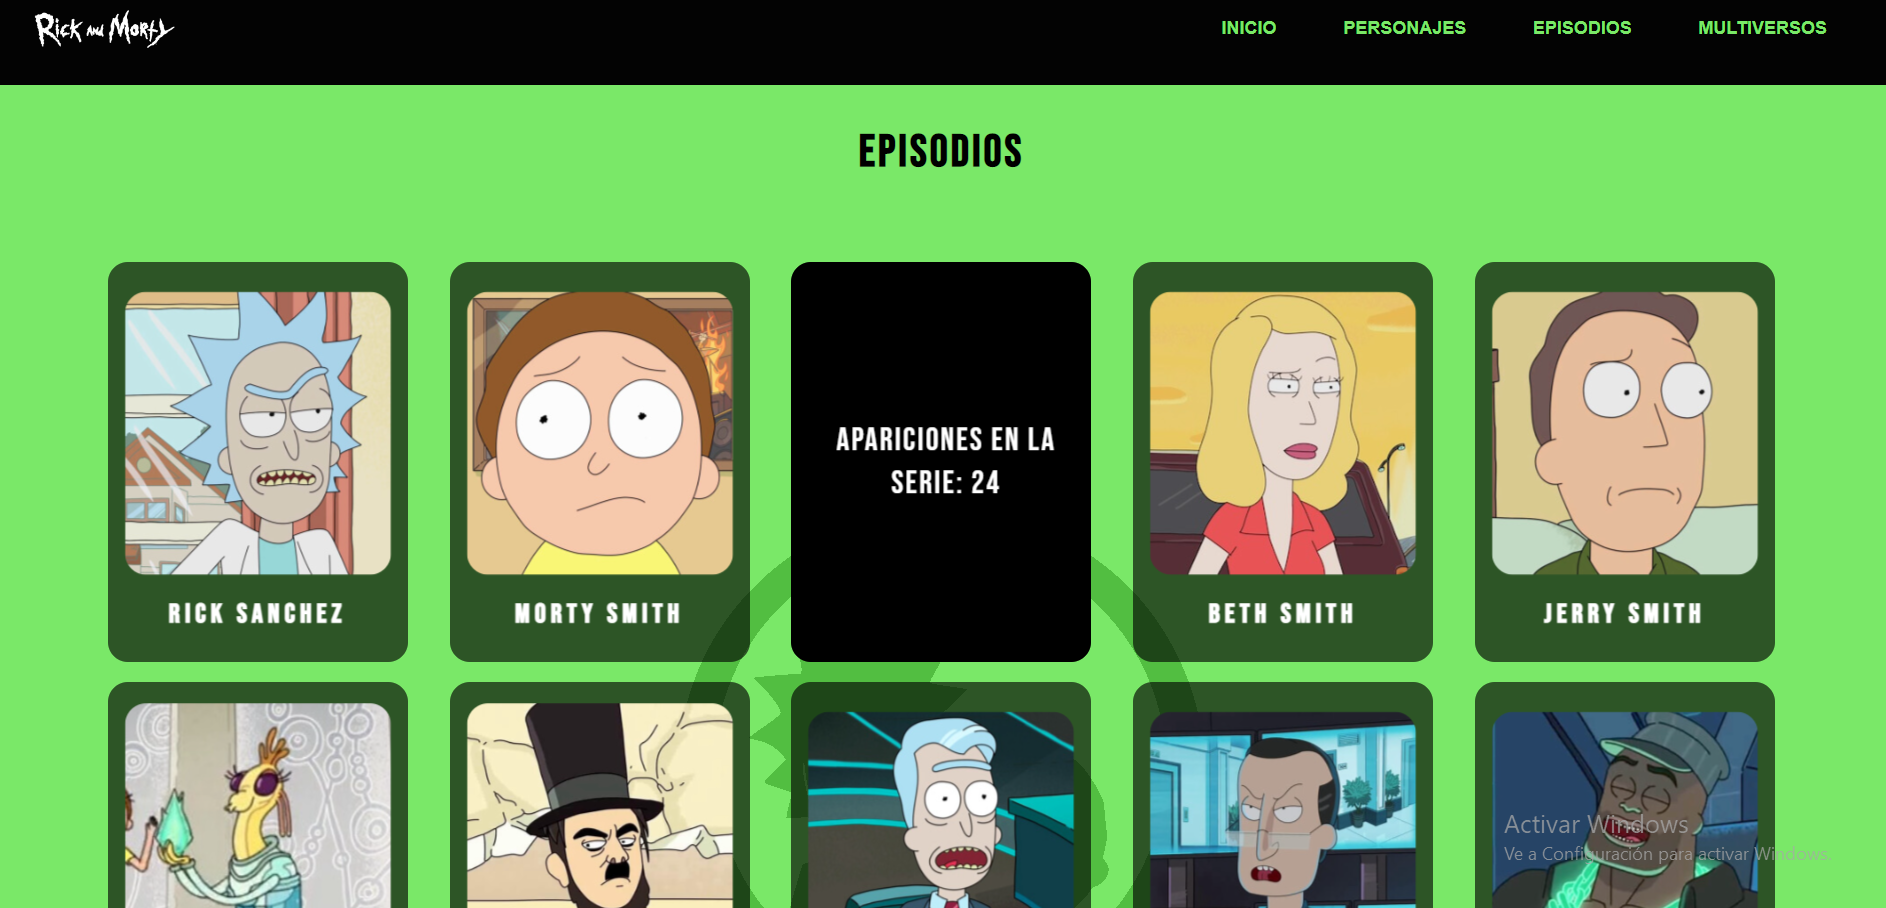 RICK AND MORTY
INICIO
PERSONAJES
EPISODIOS
MULTIVERSOS
EPISODIOS
RICK SANCHEZ
MORTY SMITH
APARICIONES EN LA
SERIE: 24
BETH SMITH
JERRY SMITH
Activar Windows
Ve a Configuración para activar Windows.